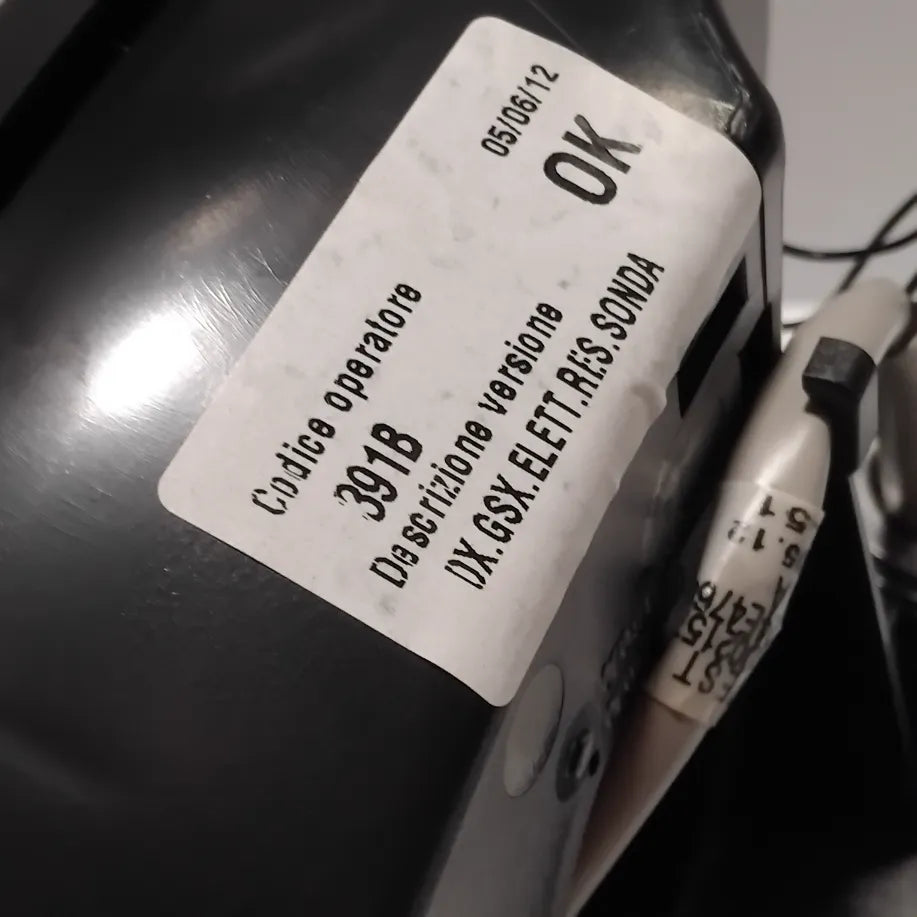 05/06/12
OK
Codice operatore
391B
Descrizione versione
DX.GSX.ELETT.RES.SONDA